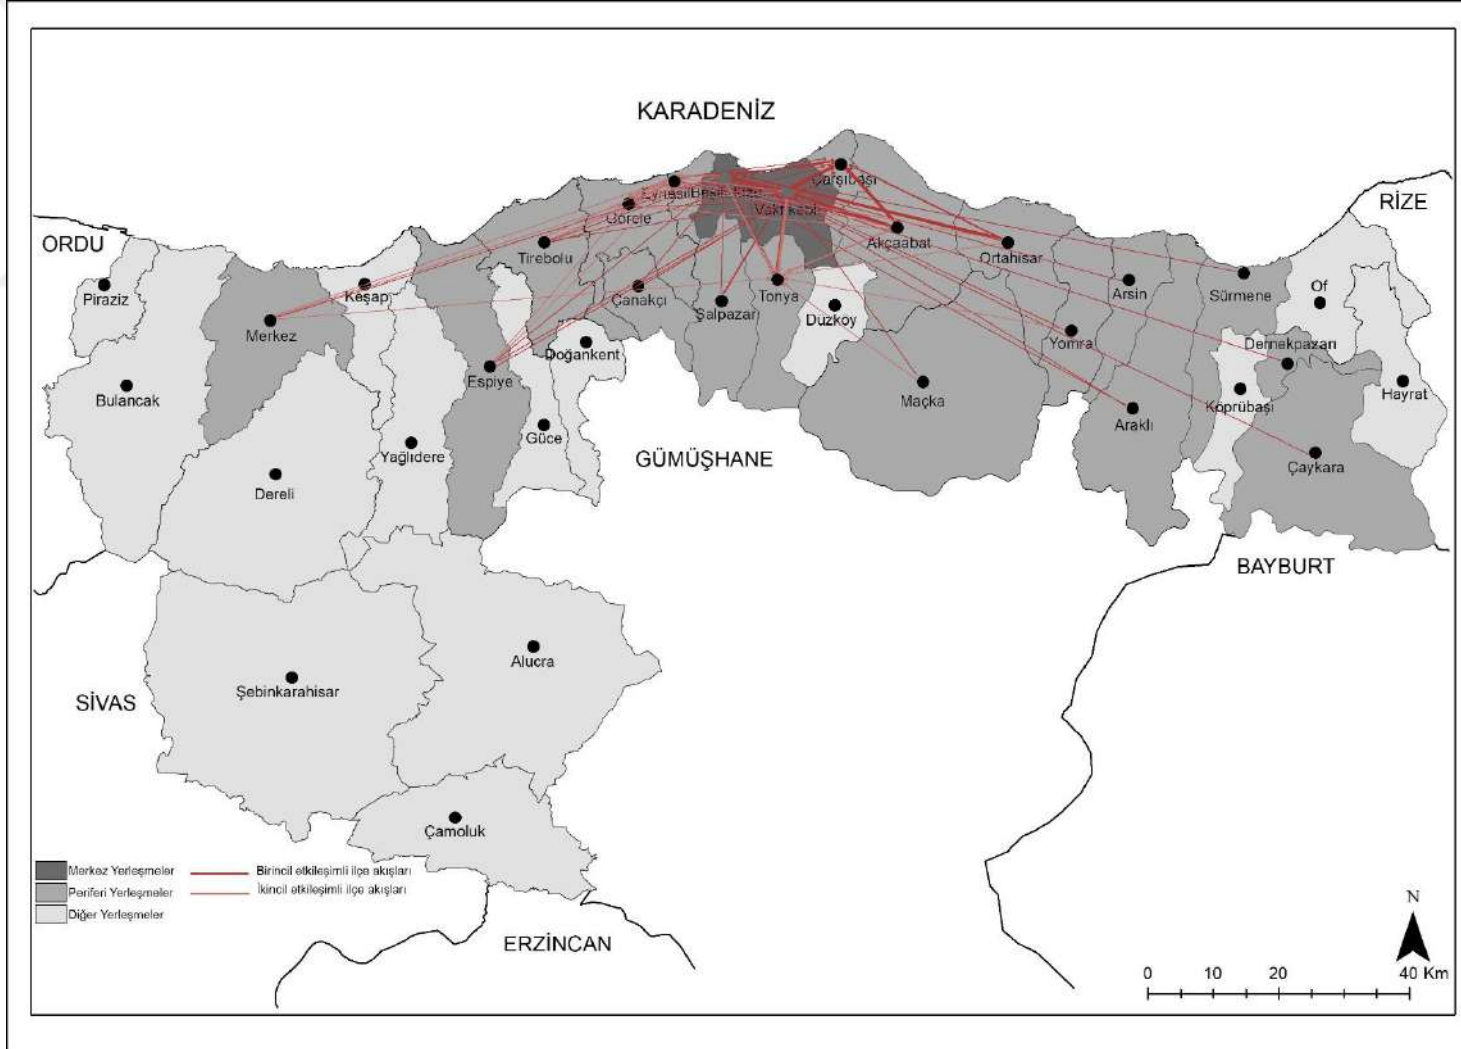 KARADENİZ
RİZE
ORDU
Çarşıbaşı
Eynesil
Beşikdüzü
Vakfıkebir
Görele
Akçaabat
Ortahisar
Tirebolu
Piraziz
Keşap
Çanakçı
Tonya
Arsin
Sürmene
Of
Merkez
Şalpazarı
Düzköy
Yomra
Dernekpazarı
Doğankent
Espiye
Bulancak
Maçka
Köprübaşı
Hayrat
Araklı
Güce
Yağlıdere
GÜMÜŞHANE
Çaykara
Dereli
BAYBURT
Alucra
Şebinkarahisar
SİVAS
Çamoluk
Merkez Yerleşmeler
Birincil etkileşimli ilçe akışları
Periferi Yerleşmeler
İkincil etkileşimli ilçe akışları
Diğer Yerleşmeler
ERZİNCAN
N
0 10 20 40 Km